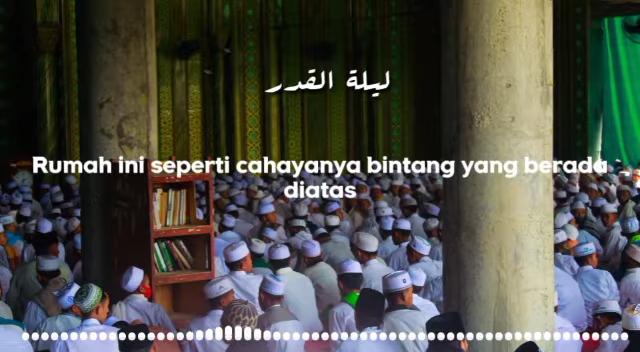 ليلة القدر
Rumah ini seperti cahayanya bintang yang berada
diatas